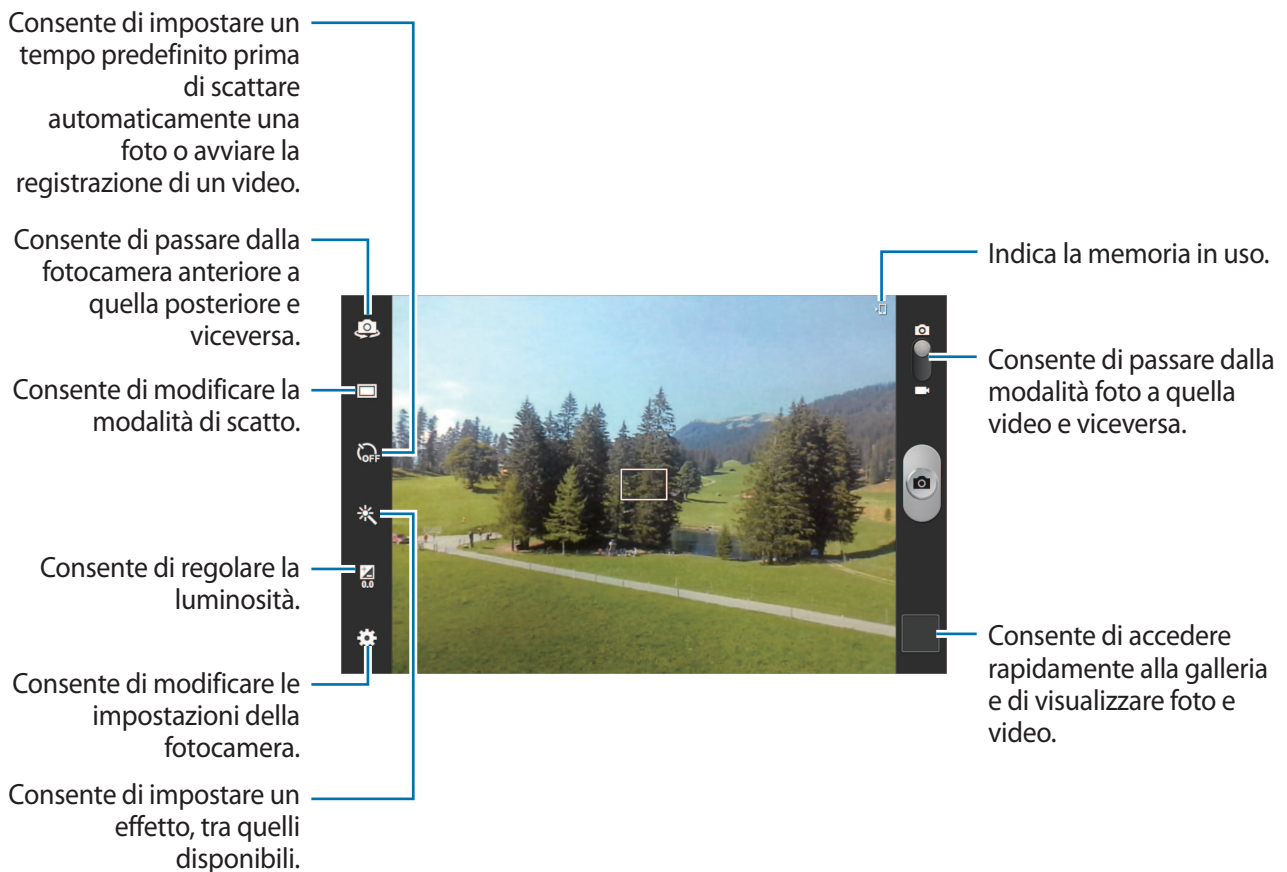 Consente di impostare un
tempo predefinito prima
di scattare
automaticamente una
foto o avviare la
registrazione di un video.
Consente di passare dalla
fotocamera anteriore a
quella posteriore e
viceversa.
Consente di modificare la
modalità di scatto.
OFF
Consente di regolare la
luminosità.
0.0
Consente di modificare le
impostazioni della
fotocamera.
Consente di impostare un
effetto, tra quelli
disponibili.
Indica la memoria in uso.
Consente di passare dalla
modalità foto a quella
video e viceversa.
Consente di accedere
rapidamente alla galleria
e di visualizzare foto e
video.